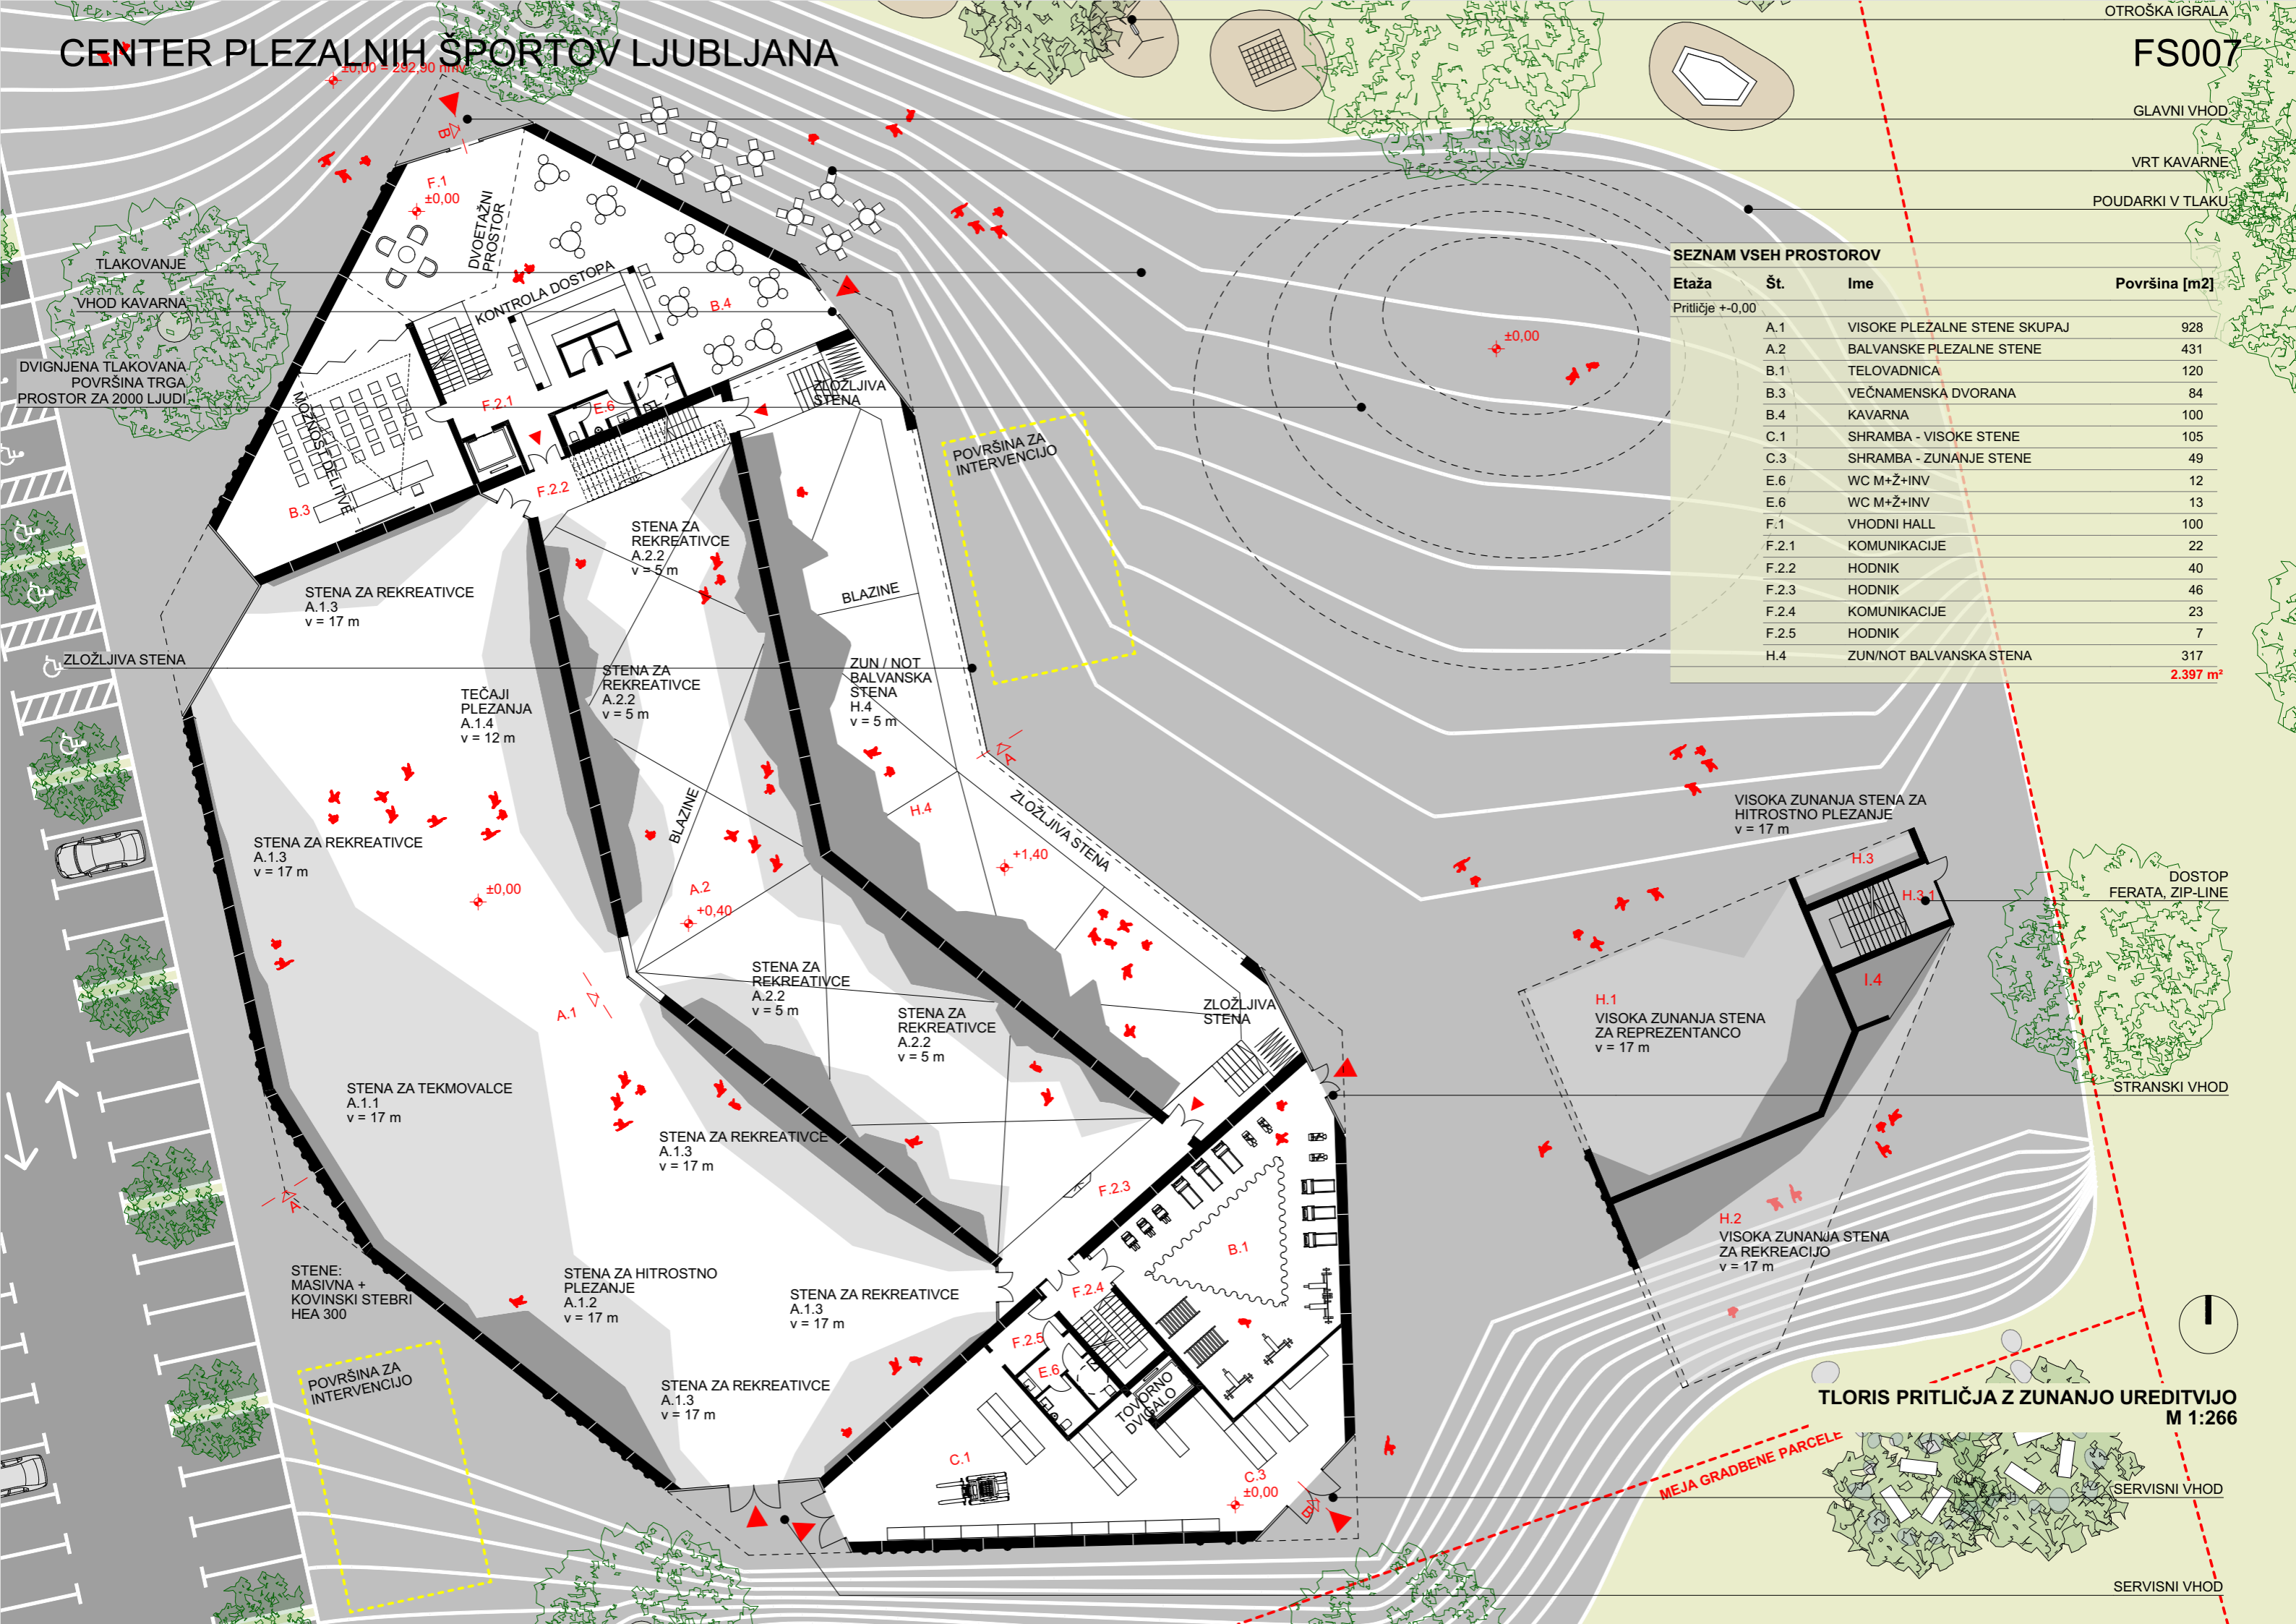 CENTER PLEZALNIH ŠPORTOV LJUBLJANA
±0,00 = 292,90 nmv
OTROŠKA IGRALA
FS007
GLAVNI VHOD
VRT KAVARNE
POUDARKI V TLAKU
B
F.1
±0,00
DVOETAŽNI
PROSTOR
TLAKOVANJE
VHOD KAVARNA
DVIGNJENA TLAKOVANA
POVRŠINA TRGA
PROSTOR ZA 2000 LJUDI
KONTROLA DOSTOPA
B.4
MOŽNOST DELITVE
F.2.1
E.6
ZLOŽLJIVA
STENA
B.3
F.2.2
POVRŠINA ZA
INTERVENCIJO
±0,00
SEZNAM VSEH PROSTOROV
Etaža Št. Ime Površina [m2]
Pritličje +-0,00
A.1 VISOKE PLEZALNE STENE SKUPAJ 928
A.2 BALVANSKE PLEZALNE STENE 431
B.1 TELOVADNICA 120
B.3 VEČNAMENSKA DVORANA 84
B.4 KAVARNA 100
C.1 SHRAMBA - VISOKE STENE 105
C.3 SHRAMBA - ZUNANJE STENE 49
E.6 WC M+Ž+INV 12
E.6 WC M+Ž+INV 13
F.1 VHODNI HALL 100
F.2.1 KOMUNIKACIJE 22
F.2.2 HODNIK 40
F.2.3 HODNIK 46
F.2.4 KOMUNIKACIJE 23
F.2.5 HODNIK 7
H.4 ZUN/NOT BALVANSKA STENA 317
2.397 m²
STENA ZA
REKREATIVCE
A.2.2
v = 5 m
STENA ZA REKREATIVCE
A.1.3
v = 17 m
BLAZINE
ZLOŽLJIVA STENA
TEČAJI
PLEZANJA
A.1.4
v = 12 m
STENA ZA
REKREATIVCE
A.2.2
v = 5 m
ZUN / NOT
BALVANSKA
STENA
H.4
v = 5 m
A
H.4
ZLOŽLJIVA STENA
BLAZINE
+1,40
STENA ZA REKREATIVCE
A.1.3
v = 17 m
±0,00
A.2
+0,40
VISOKA ZUNANJA STENA ZA
HITROSTNO PLEZANJE
v = 17 m
H.3
H.3.1
DOSTOP
FERATA, ZIP-LINE
I.4
STENA ZA
REKREATIVCE
A.2.2
v = 5 m
A.1
STENA ZA
REKREATIVCE
A.2.2
v = 5 m
ZLOŽLJIVA
STENA
H.1
VISOKA ZUNANJA STENA
ZA REPREZENTANCO
v = 17 m
STRANSKI VHOD
STENA ZA TEKMOVALCE
A.1.1
v = 17 m
STENA ZA REKREATIVCE
A.1.3
v = 17 m
A
F.2.3
B.1
H.2
VISOKA ZUNANJA STENA
ZA REKREACIJO
v = 17 m
STENE:
MASIVNA +
KOVINSKI STEBRI
HEA 300
STENA ZA HITROSTNO
PLEZANJE
A.1.2
v = 17 m
STENA ZA REKREATIVCE
A.1.3
v = 17 m
F.2.4
F.2.5
E.6
TOVORNO
DVIGALO
POVRŠINA ZA
INTERVENCIJO
STENA ZA REKREATIVCE
A.1.3
v = 17 m
TLORIS PRITLIČJA Z ZUNANJO UREDITVIJO
M 1:266
MEJA GRADBENE PARCELE
C.1
C.3
±0,00
B
SERVISNI VHOD
SERVISNI VHOD